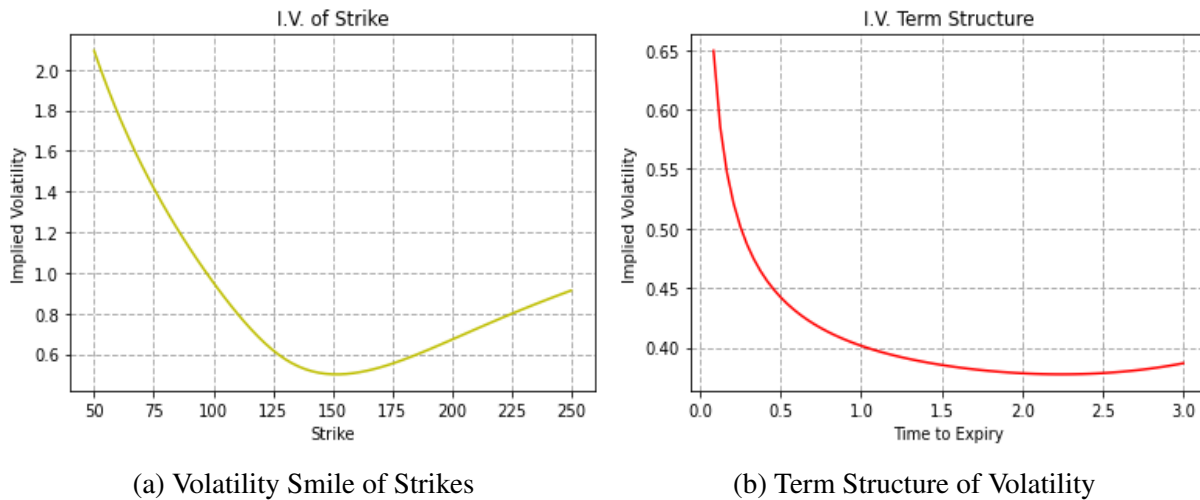 I.V. of Strike
Implied Volatility
2.0
1.8
1.6
1.4
1.2
1.0
0.8
0.6
50 75 100 125 150 175 200 225 250
Strike
(a) Volatility Smile of Strikes
I.V. Term Structure
Implied Volatility
0.65
0.60
0.55
0.50
0.45
0.40
0.0 0.5 1.0 1.5 2.0 2.5 3.0
Time to Expiry
(b) Term Structure of Volatility